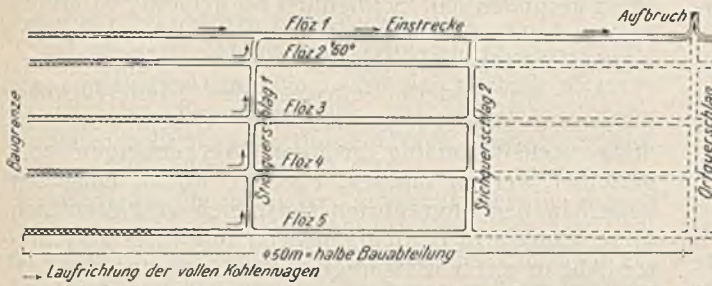 Aufbruch
Flöz 1 Einstrecke
Flöz 2 50°
Baugrenze
Stichquerschlag 1
Flöz 3
Stichquerschlag 2
Ortquerschlag
Flöz 4
Flöz 5
450m = halbe Bauabteilung
Laufrichtung der vollen Kohlenwagen